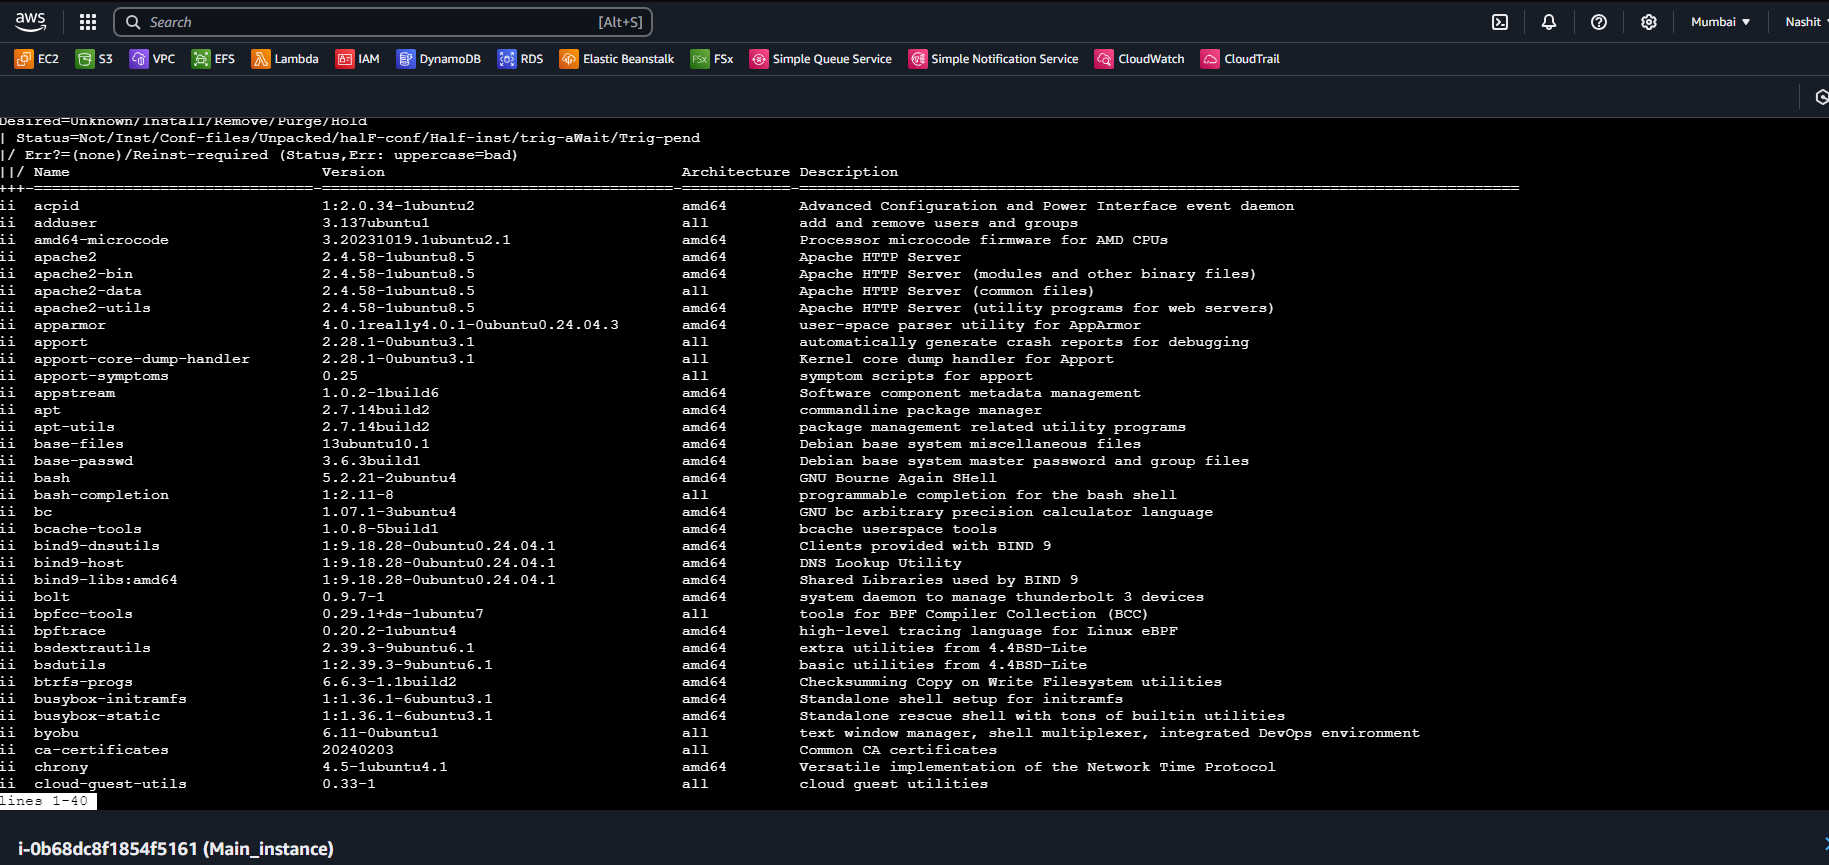 aws Search [Alt+S] Mumbai Nashit
EC2 S3 VPC EFS Lambda IAM DynamoDB RDS Elastic Beanstalk FSx FSx Simple Queue Service Simple Notification Service CloudWatch CloudTrail
Desired=Unknown/Install/Remove/Purge/Hold
| Status=Not/Inst/Conf-files/Unpacked/halF-conf/Half-inst/trig-aWait/Trig-pend
|/ Err?=(none)/Reinst-required (Status,Err: uppercase=bad)
||/ Name Version Architecture Description
+++-===============================-=======================================-============-================================================================================
ii acpid 1:2.0.34-1ubuntu2 amd64 Advanced Configuration and Power Interface event daemon
ii adduser 3.137ubuntu1 all add and remove users and groups
ii amd64-microcode 3.20231019.1ubuntu2.1 amd64 Processor microcode firmware for AMD CPUs
ii apache2 2.4.58-1ubuntu8.5 amd64 Apache HTTP Server
ii apache2-bin 2.4.58-1ubuntu8.5 amd64 Apache HTTP Server (modules and other binary files)
ii apache2-data 2.4.58-1ubuntu8.5 all Apache HTTP Server (common files)
ii apache2-utils 2.4.58-1ubuntu8.5 amd64 Apache HTTP Server (utility programs for web servers)
ii apparmor 4.0.1really4.0.1-0ubuntu0.24.04.3 amd64 user-space parser utility for AppArmor
ii apport 2.28.1-0ubuntu3.1 all automatically generate crash reports for debugging
ii apport-core-dump-handler 2.28.1-0ubuntu3.1 all Kernel core dump handler for Apport
ii apport-symptoms 0.25 all symptom scripts for apport
ii appstream 1.0.2-1build6 amd64 Software component metadata management
ii apt 2.7.14build2 amd64 commandline package manager
ii apt-utils 2.7.14build2 amd64 package management related utility programs
ii base-files 13ubuntu10.1 amd64 Debian base system miscellaneous files
ii base-passwd 3.6.3build1 amd64 Debian base system master password and group files
ii bash 5.2.21-2ubuntu4 amd64 GNU Bourne Again SHell
ii bash-completion 1:2.11-8 all programmable completion for the bash shell
ii bc 1.07.1-3ubuntu4 amd64 GNU bc arbitrary precision calculator language
ii bcache-tools 1.0.8-5build1 amd64 bcache userspace tools
ii bind9-dnsutils 1:9.18.28-0ubuntu0.24.04.1 amd64 Clients provided with BIND 9
ii bind9-host 1:9.18.28-0ubuntu0.24.04.1 amd64 DNS Lookup Utility
ii bind9-libs:amd64 1:9.18.28-0ubuntu0.24.04.1 amd64 Shared Libraries used by BIND 9
ii bolt 0.9.7-1 amd64 system daemon to manage thunderbolt 3 devices
ii bpfcc-tools 0.29.1+ds-1ubuntu7 all tools for BPF Compiler Collection (BCC)
ii bpftrace 0.20.2-1ubuntu4 amd64 high-level tracing language for Linux eBPF
ii bsdextrautils 2.39.3-9ubuntu6.1 amd64 extra utilities from 4.4BSD-Lite
ii bsdutils 1:2.39.3-9ubuntu6.1 amd64 basic utilities from 4.4BSD-Lite
ii btrfs-progs 6.6.3-1.1build2 amd64 Checksumming Copy on Write Filesystem utilities
ii busybox-initramfs 1:1.36.1-6ubuntu3.1 amd64 Standalone shell setup for initramfs
ii busybox-static 1:1.36.1-6ubuntu3.1 amd64 Standalone rescue shell with tons of builtin utilities
ii byobu 6.11-0ubuntu1 all text window manager, shell multiplexer, integrated DevOps environment
ii ca-certificates 20240203 all Common CA certificates
ii chrony 4.5-1ubuntu4.1 amd64 Versatile implementation of the Network Time Protocol
ii cloud-guest-utils 0.33-1 all cloud guest utilities
lines 1-40
i-0b68dc8f1854f5161 (Main_instance)